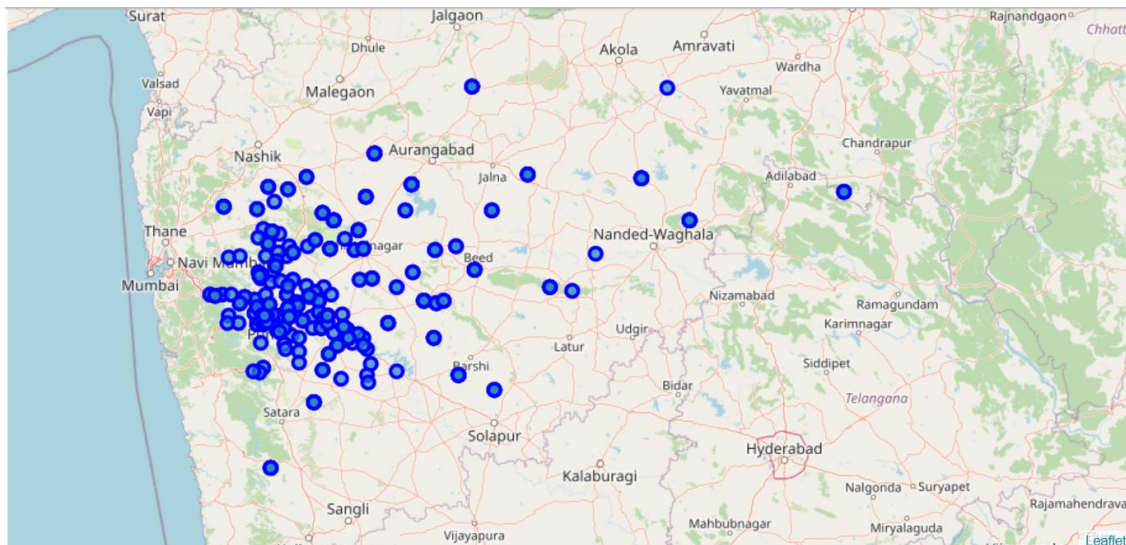 Surat
Jalgaon
Rajnandgaon
Chhatt
Dhule
Akola
Amravati
Wardha
Valsad
Malegaon
Yavatmal
Vapi
Chandrapur
Nashik
Aurangabad
Jalna
Adilabad
Thane
Nanded-Waghala
nagar
Navi Mumb
Beed
Mumbai
Nizamabad
Ramagundam
Karimnagar
Udgir
Latur
Siddipet
Barshi
Bidar
Telangana
Satara
Solapur
Hyderabad
Kalaburagi
Nalgonda
Suryapet
Rajamahendrava
Sangli
Mahbubnagar
Miryalaguda
Vijayapura
Leaflet